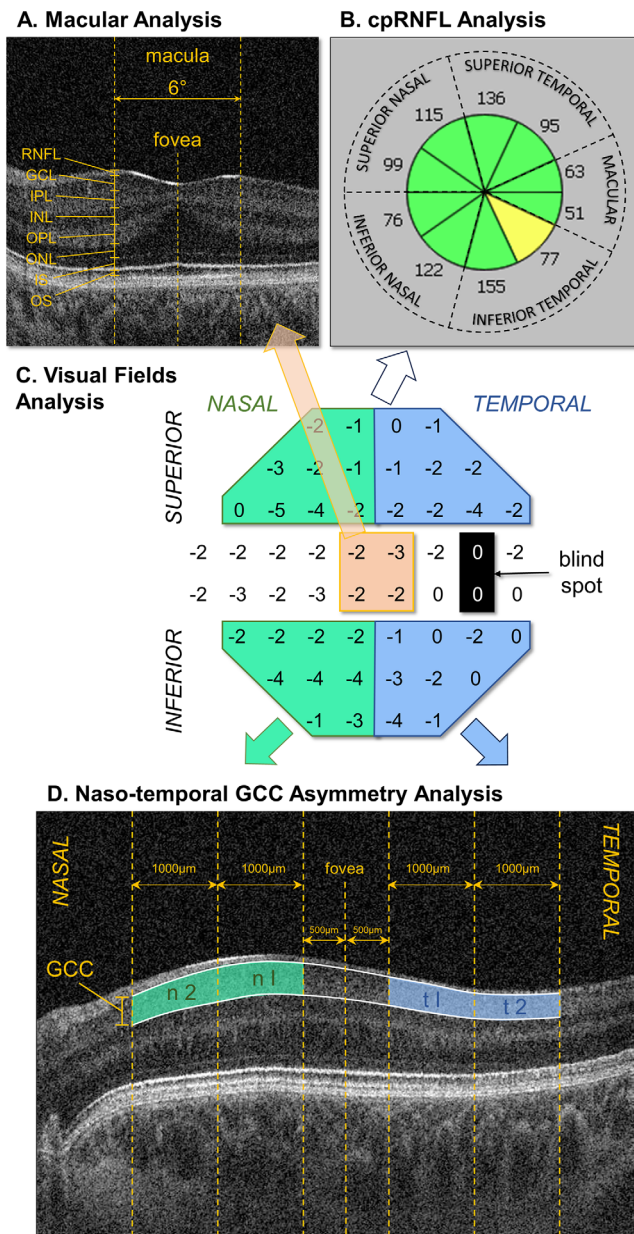 A. Macular Analysis
macula
6°
fovea
RNFL
GCL
IPL
INL
OPL
ONL
IS
OS
B. cpRNFL Analysis
SUPERIOR NASAL
SUPERIOR TEMPORAL
MACULAR
INFERIOR TEMPORAL
INFERIOR NASAL
136
115
95
99
63
76
51
122
77
155
C. Visual Fields
Analysis
NASAL
TEMPORAL
SUPERIOR
-2 -1 0 -1
-3 -2 -1 -1 -2 -2
0 -5 -4 -2 -2 -2 -4 -2
-2 -2 -2 -2 -2 -3 -2 0 -2
-2 -3 -2 -3 -2 -2 0 0 0
blind
spot
INFERIOR
-2 -2 -2 -2 -1 0 -2 0
-4 -4 -4 -3 -2 0
-1 -3 -4 -1
D. Naso-temporal GCC Asymmetry Analysis
NASAL
TEMPORAL
1000µm 1000µm fovea 1000µm 1000µm
500µm 500µm
GCC
n 2 n 1 t 1 t 2